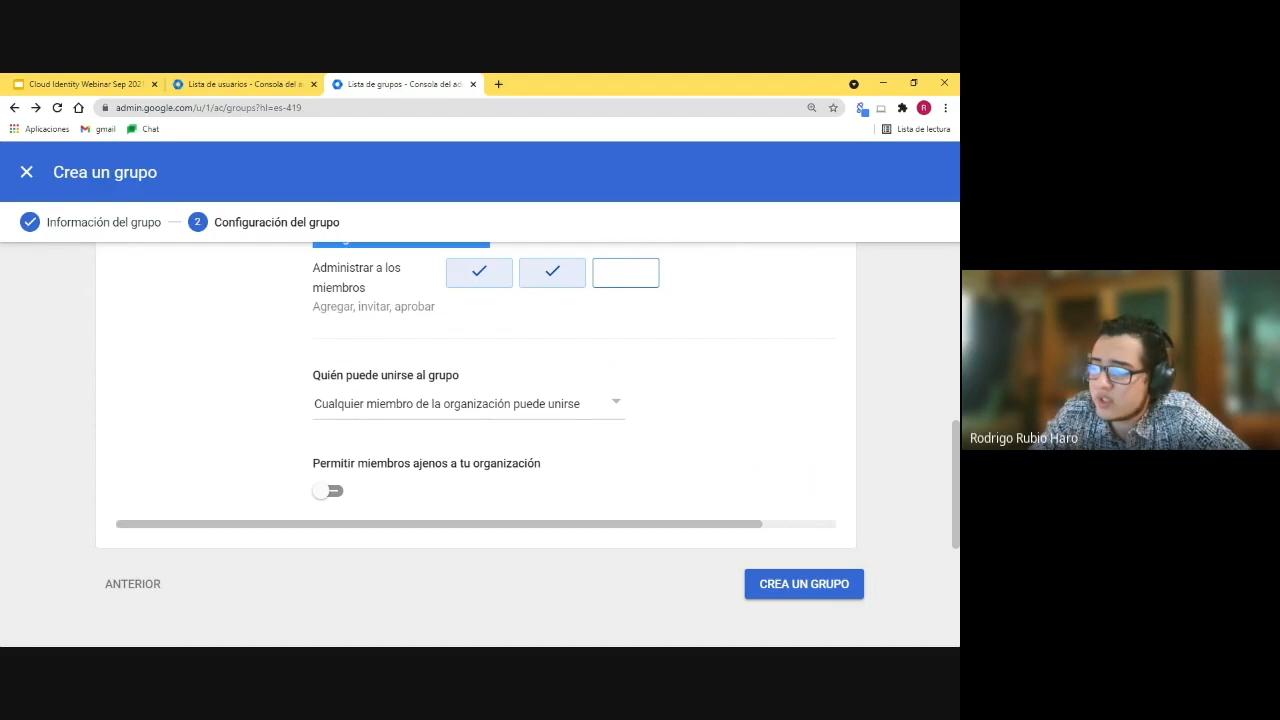 Cloud Identity Webinar Sep 202
Lista de usuarios - Consola del a
Lista de grupos - Consola del ad
admin.google.com/u/1/ac/groups?hl=es-419
R
Aplicaciones
gmail
Chat
Lista de lectura
Crea un grupo
Información del grupo
2
Configuración del grupo
Administrar a los
miembros
Agregar, invitar, aprobar
Quién puede unirse al grupo
Cualquier miembro de la organización puede unirse
Permitir miembros ajenos a tu organización
ANTERIOR
CREA UN GRUPO
Rodrigo Rubio Haro